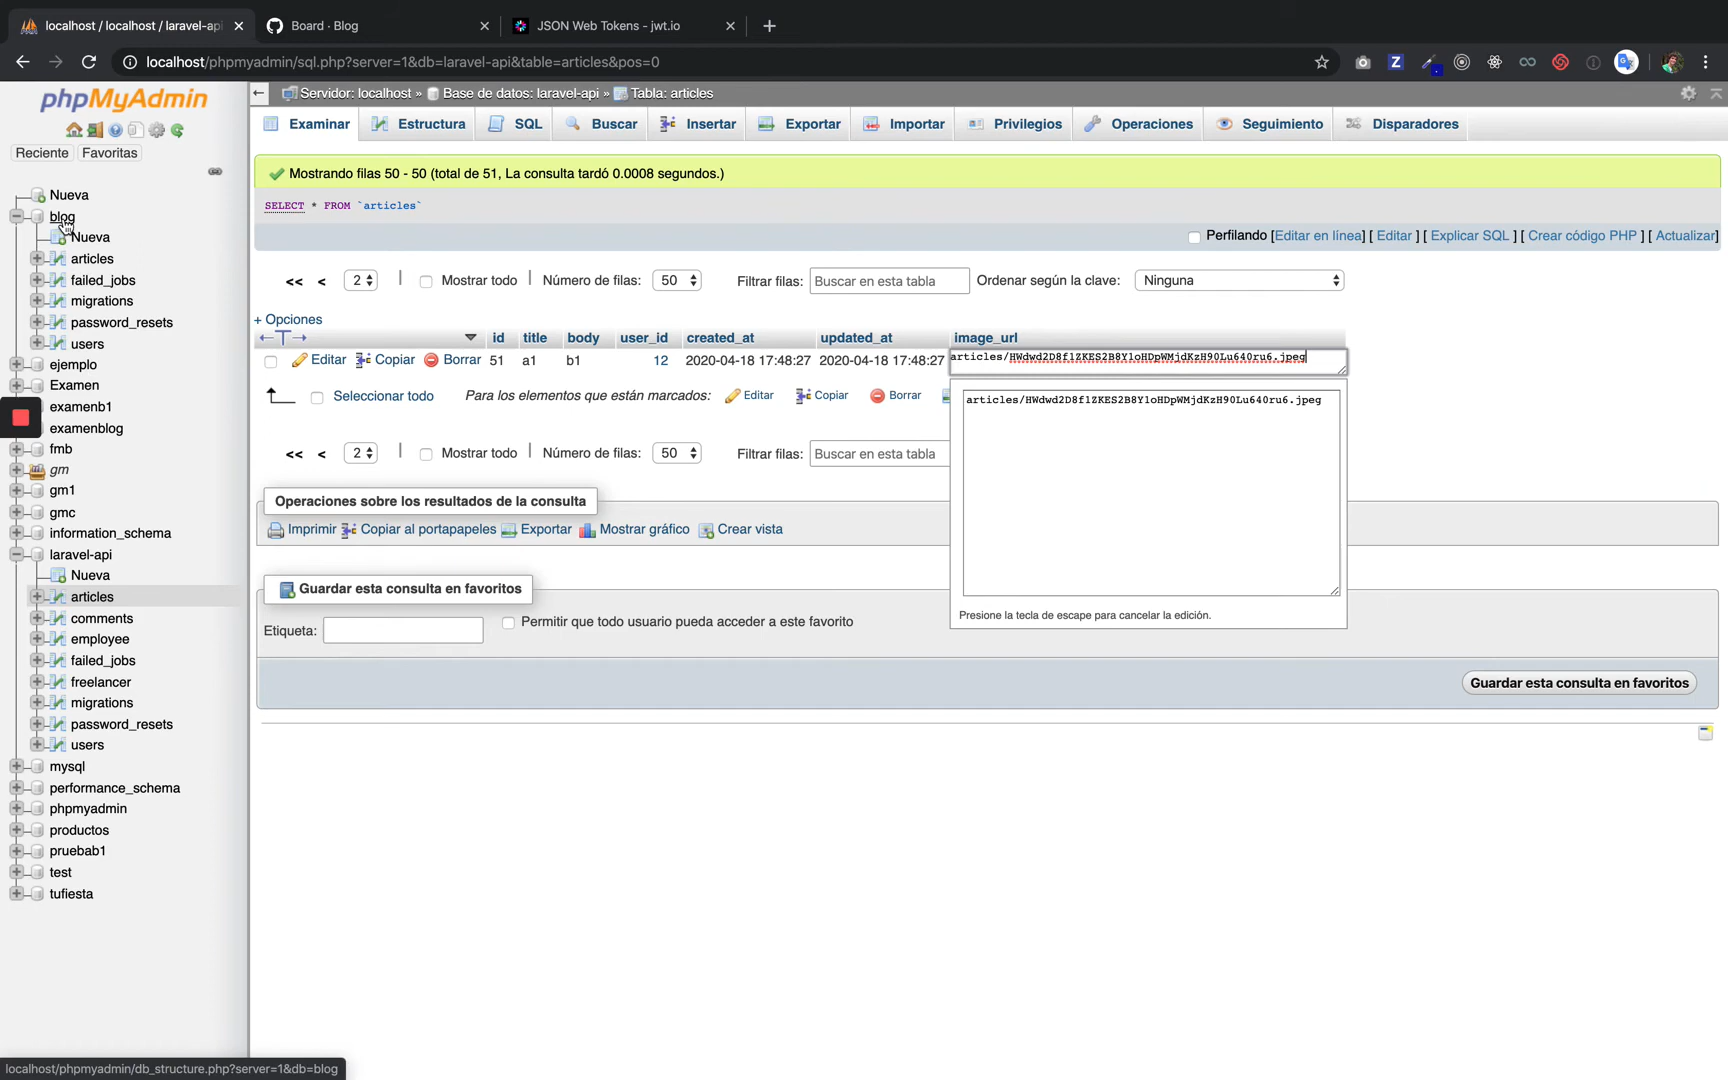 localhost / localhost / laravel-api
Board · Blog
JSON Web Tokens - jwt.io
localhost/phpmyadmin/sql.php?server=1&db=laravel-api&table=articles&pos=0
phpMyAdmin
Reciente
Favoritas
Nueva
blog
Nueva
articles
failed_jobs
migrations
password_resets
users
ejemplo
Examen
examenb1
examenblog
fmb
gm
gm1
gmc
information_schema
laravel-api
Nueva
articles
comments
employee
failed_jobs
freelancer
migrations
password_resets
users
mysql
performance_schema
phpmyadmin
productos
pruebab1
test
tufiesta
Servidor: localhost » Base de datos: laravel-api » Tabla: articles
Examinar Estructura SQL Buscar Insertar Exportar Importar Privilegios Operaciones Seguimiento Disparadores
Mostrando filas 50 - 50 (total de 51, La consulta tardó 0.0008 segundos.)
SELECT * FROM `articles`
Perfilando [Editar en línea] [ Editar ] [ Explicar SQL ] [ Crear código PHP ] [ Actualizar]
<< < 2 | Mostrar todo | Número de filas: 50 Filtrar filas: Buscar en esta tabla Ordenar según la clave: Ninguna
+ Opciones
←T→ id title body user_id created_at updated_at image_url
Editar Copiar Borrar 51 a1 b1 12 2020-04-18 17:48:27 2020-04-18 17:48:27 articles/HWdwd2D8f1ZKES2B8Y1oHDpWMjdKzH90Lu640ru6.jpeg
Seleccionar todo Para los elementos que están marcados: Editar Copiar Borrar
articles/HWdwd2D8f1ZKES2B8Y1oHDpWMjdKzH90Lu640ru6.jpeg
<< < 2 | Mostrar todo | Número de filas: 50 Filtrar filas: Buscar en esta tabla
Operaciones sobre los resultados de la consulta
Imprimir Copiar al portapapeles Exportar Mostrar gráfico Crear vista
Guardar esta consulta en favoritos
Presione la tecla de escape para cancelar la edición.
Etiqueta: Permitir que todo usuario pueda acceder a este favorito
Guardar esta consulta en favoritos
localhost/phpmyadmin/db_structure.php?server=1&db=blog